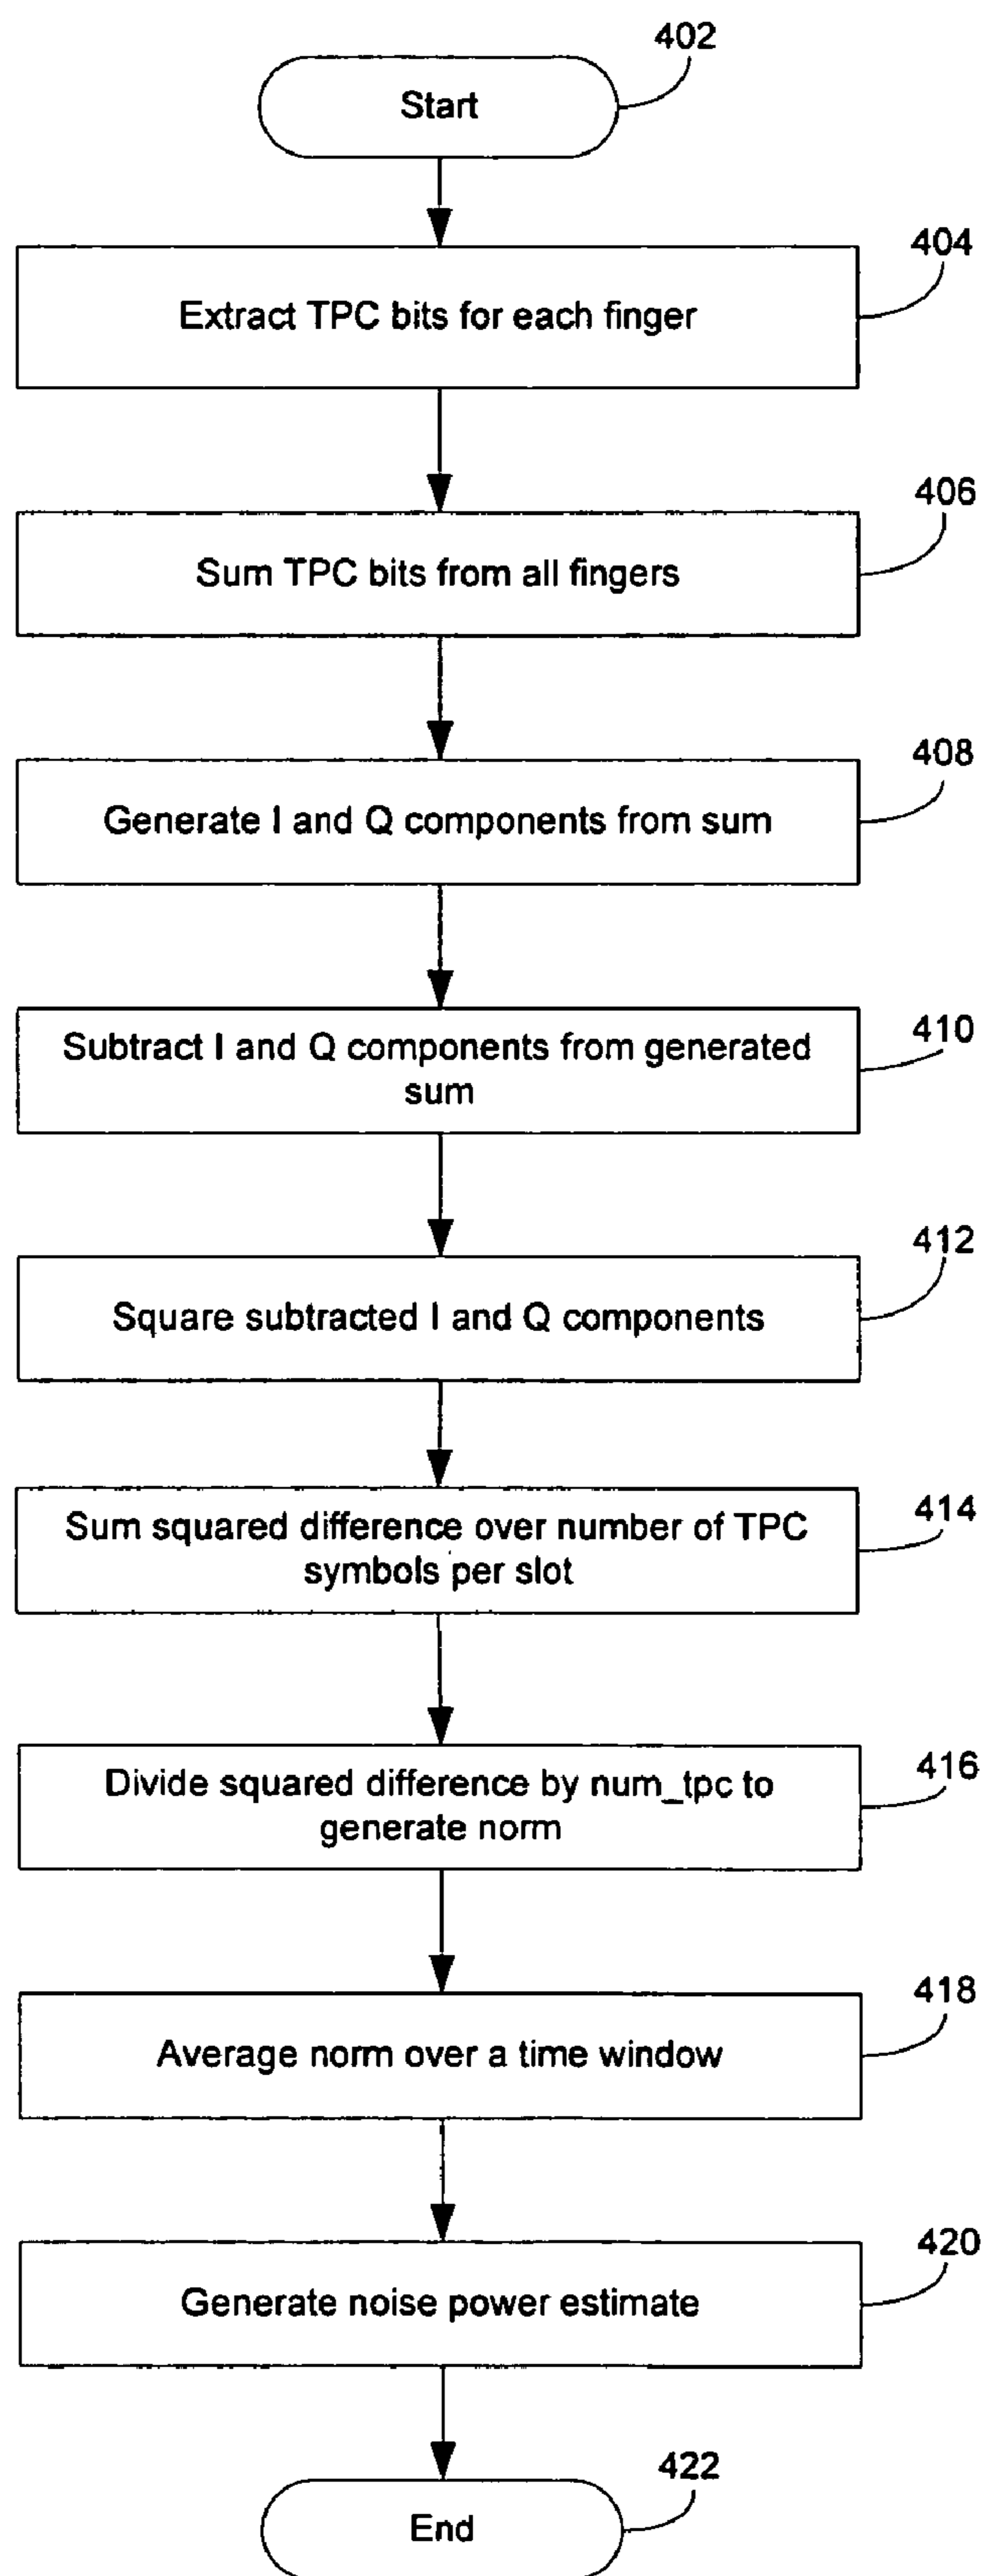 402
Start
404
Extract TPC bits for each finger
406
Sum TPC bits from all fingers
408
Generate I and Q components from sum
410
Subtract I and Q components from generated
sum
412
Square subtracted I and Q components
414
Sum squared difference over number of TPC
symbols per slot
416
Divide squared difference by num_tpc to
generate norm
418
Average norm over a time window
420
Generate noise power estimate
422
End